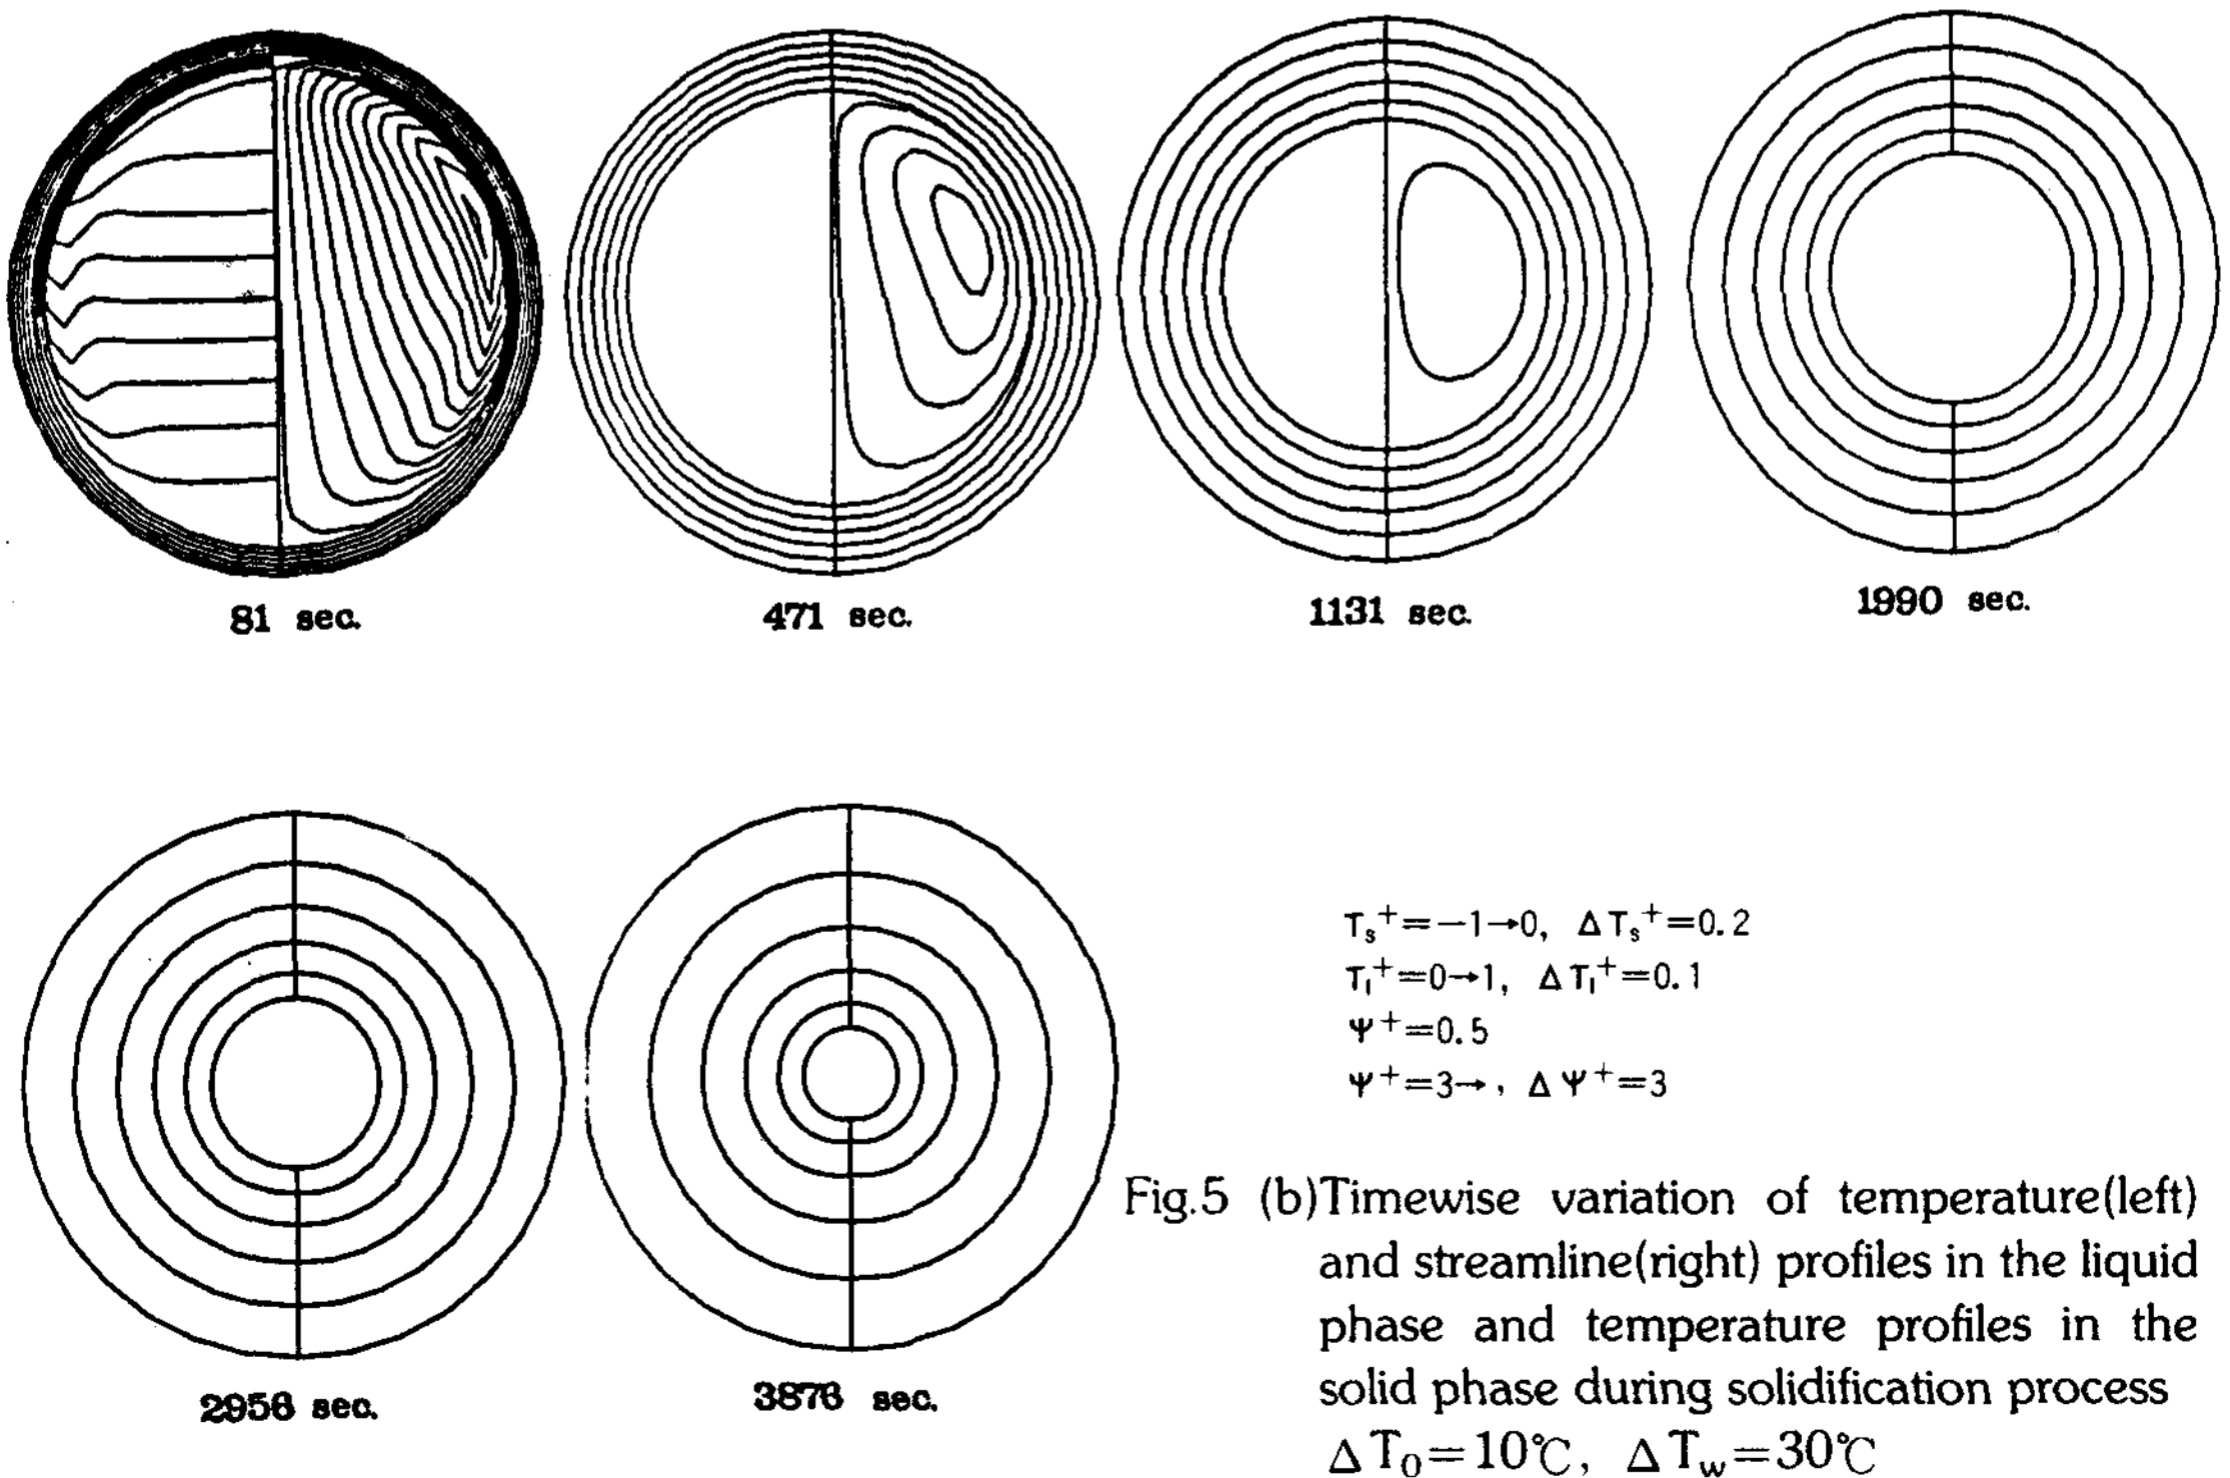 81 sec.
471 sec.
1131 sec.
1990 sec.
2956 sec.
3876 sec.
Tₛ⁺=−1→0, ΔTₛ⁺=0.2
Tₗ⁺=0→1, ΔTₗ⁺=0.1
Ψ⁺=0.5
Ψ⁺=3→, ΔΨ⁺=3
Fig.5 (b)Timewise variation of temperature(left)
and streamline(right) profiles in the liquid
phase and temperature profiles in the
solid phase during solidification process
ΔT₀=10℃, ΔT_w=30℃